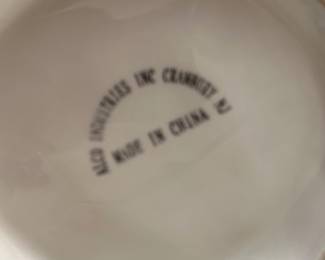 ALCO INDUSTRIES INC CRANBURY NJ
MADE IN CHINA